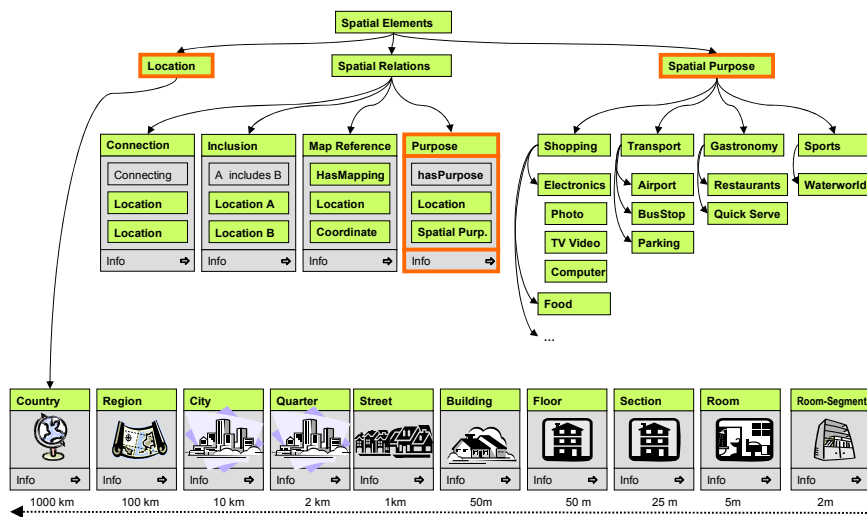 Spatial Elements
Location
Spatial Relations
Spatial Purpose
Connection
Connecting
Location
Location
Info
Inclusion
A includes B
Location A
Location B
Info
Map Reference
HasMapping
Location
Coordinate
Info
Purpose
hasPurpose
Location
Spatial Purp.
Info
Shopping
Electronics
Photo
TV Video
Computer
Food
...
Transport
Airport
BusStop
Parking
Gastronomy
Restaurants
Quick Serve
Sports
Waterworld
Country
Info
1000 km
Region
Info
100 km
City
Info
10 km
Quarter
Info
2 km
Street
Info
1km
Building
Info
50m
Floor
Info
50 m
Section
Info
25 m
Room
Info
5m
Room-Segment
Info
2m